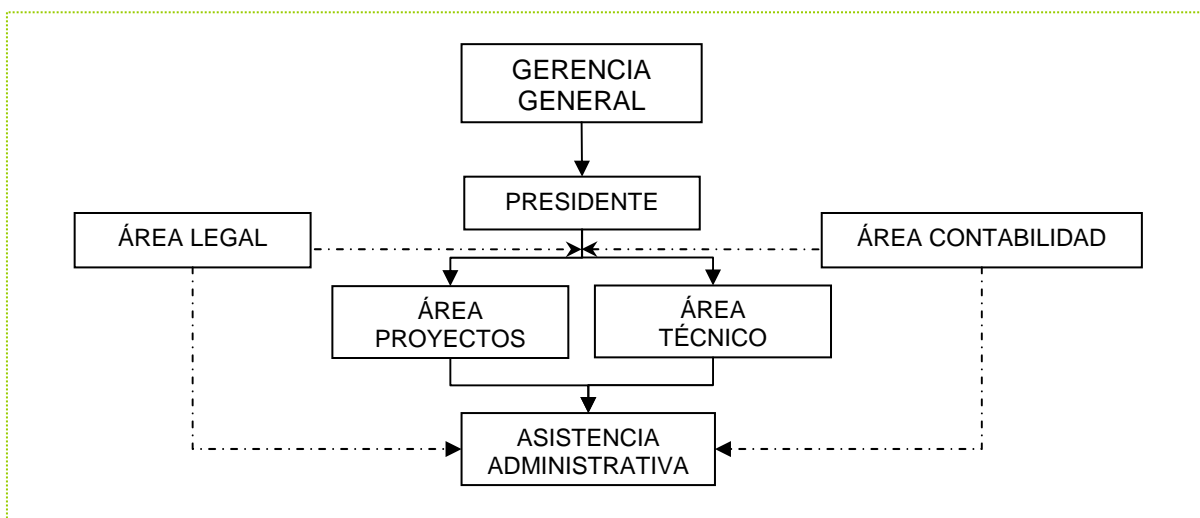 GERENCIA
GENERAL
PRESIDENTE
ÁREA LEGAL
ÁREA CONTABILIDAD
ÁREA
PROYECTOS
ÁREA
TÉCNICO
ASISTENCIA
ADMINISTRATIVA